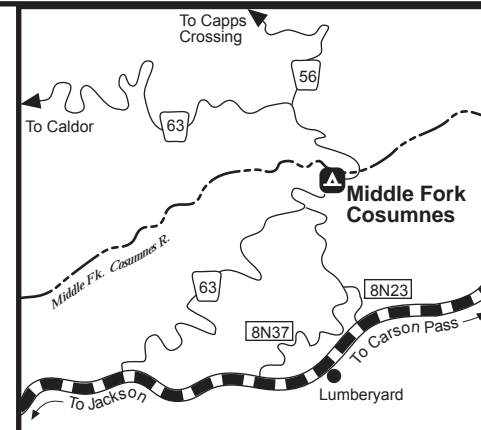 To Capps
Crossing
56
To Caldor
63
Middle Fork
Cosumnes
Middle Fk. Cosumnes R.
63
8N23
8N37
To Carson Pass
To Jackson
Lumberyard